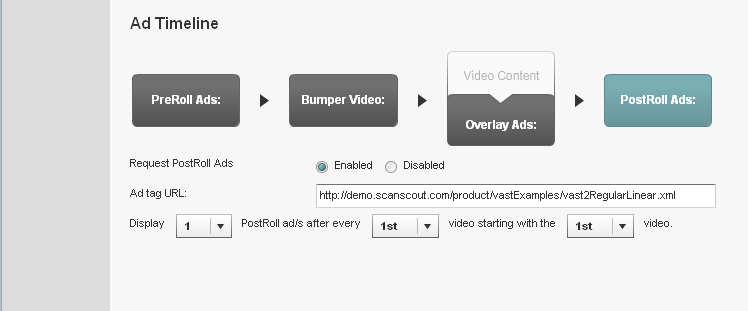 Ad Timeline
Video Content
PreRoll Ads:
Bumper Video:
Overlay Ads:
PostRoll Ads:
Request PostRoll Ads Enabled Disabled
Ad tag URL: http://demo.scanscout.com/product/vastExamples/vast2RegularLinear.xml
Display 1 PostRoll ad/s after every 1st video starting with the 1st video.